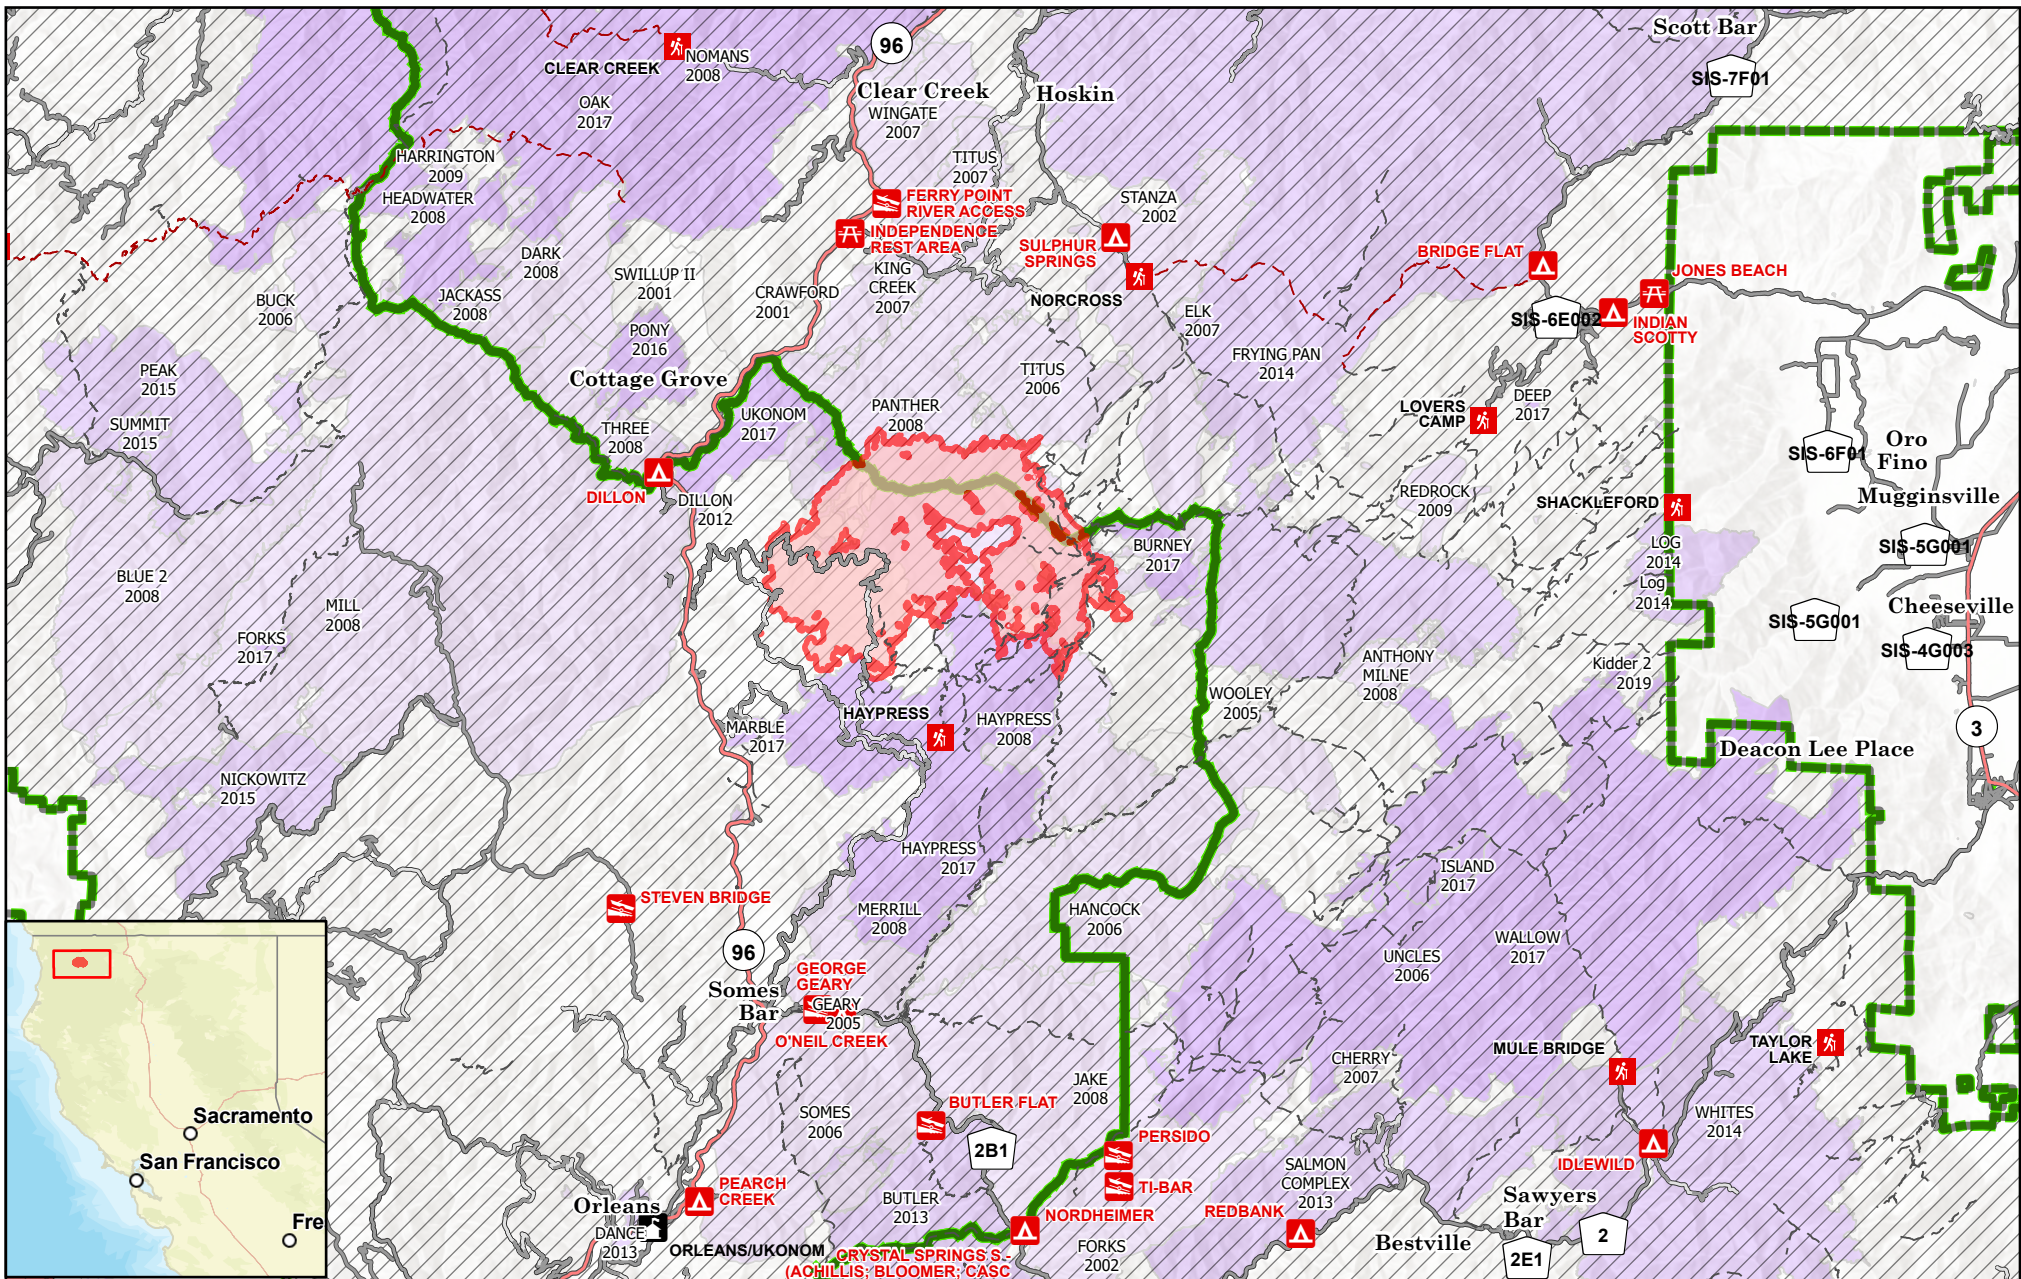 Scott Bar
96
CLEAR CREEK
NOMANS
2008
SIS-7F01
Clear Creek
Hoskin
OAK
2017
WINGATE
2007
HARRINGTON
2009
TITUS
2007
HEADWATER
2008
FERRY POINT
RIVER ACCESS
STANZA
2002
INDEPENDENCE
REST AREA
SULPHUR
SPRINGS
BRIDGE FLAT
JONES BEACH
DARK
2008
SWILLUP II
2001
KING
CREEK
2007
NORCROSS
BUCK
2006
JACKASS
2008
CRAWFORD
2001
ELK
2007
SIS-6E002
INDIAN
SCOTTY
PONY
2016
FRYING PAN
2014
PEAK
2015
Cottage Grove
TITUS
2006
DEEP
2017
LOVERS
CAMP
SUMMIT
2015
THREE
2008
UKONOM
2017
PANTHER
2008
SIS-6F01
Oro
Fino
DILLON
DILLON
2012
REDROCK
2009
SHACKLEFORD
Mugginsville
BURNEY
2017
LOG
2014
SIS-5G001
BLUE 2
2008
Log
2014
MILL
2008
Cheeseville
SIS-5G001
FORKS
2017
SIS-4G003
ANTHONY
MILNE
2008
Kidder 2
2019
WOOLEY
2005
HAYPRESS
HAYPRESS
2008
MARBLE
2017
3
Deacon Lee Place
NICKOWITZ
2015
HAYPRESS
2017
ISLAND
2017
STEVEN BRIDGE
MERRILL
2008
HANCOCK
2006
WALLOW
2017
96
UNCLES
2006
GEORGE
GEARY
Somes
Bar
GEARY
2005
O'NEIL CREEK
MULE BRIDGE
TAYLOR
LAKE
CHERRY
2007
JAKE
2008
SOMES
2006
BUTLER FLAT
WHITES
2014
Sacramento
PERSIDO
2B1
San Francisco
IDLEWILD
SALMON
COMPLEX
2013
TI-BAR
PEARCH
CREEK
Orleans
BUTLER
2013
NORDHEIMER
REDBANK
Sawyers
Bar
Fre
DANCE
2013
ORLEANS/UKONOM
2
Bestville
CRYSTAL SPRINGS S -
(AOHILLIS; BLOOMER; CASC
FORKS
2002
2E1